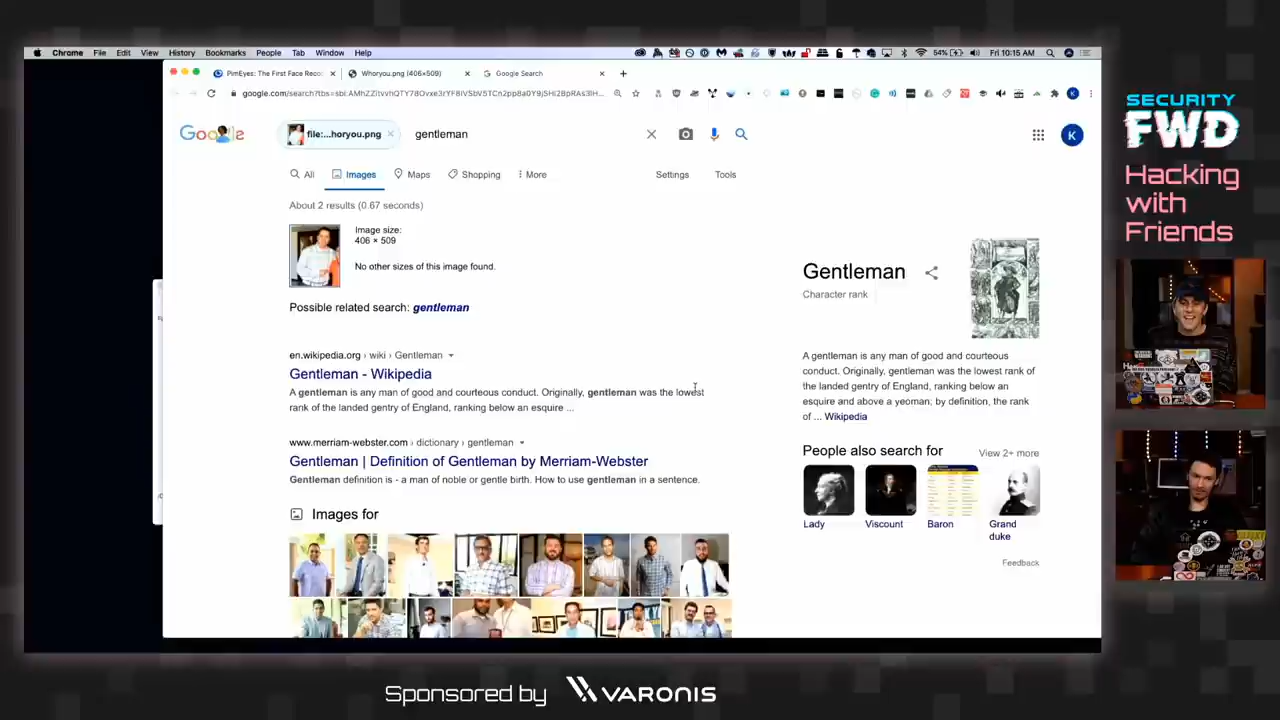 Chrome File Edit View History Bookmarks People Tab Window Help
54% Fri 10:15 AM
PimEyes: The First Face Reco
Whoryou.png (406×509)
Google Search
Google
file:...horyou.png
gentleman
K
All Images Maps Shopping More Settings Tools
About 2 results (0.67 seconds)
Image size:
406 × 509
No other sizes of this image found.
Possible related search: gentleman
en.wikipedia.org › wiki › Gentleman
Gentleman - Wikipedia
A gentleman is any man of good and courteous conduct. Originally, gentleman was the lowest
rank of the landed gentry of England, ranking below an esquire ...
www.merriam-webster.com › dictionary › gentleman
Gentleman | Definition of Gentleman by Merriam-Webster
Gentleman definition is - a man of noble or gentle birth. How to use gentleman in a sentence.
Images for
Gentleman
Character rank
A gentleman is any man of good and courteous
conduct. Originally, gentleman was the lowest rank of
the landed gentry of England, ranking below an
esquire and above a yeoman; by definition, the rank
of ... Wikipedia
People also search for
View 2+ more
Lady
Viscount
Baron
Grand
duke
Feedback
SECURITY
FWD
Hacking
with
Friends
Sponsored by VARONIS